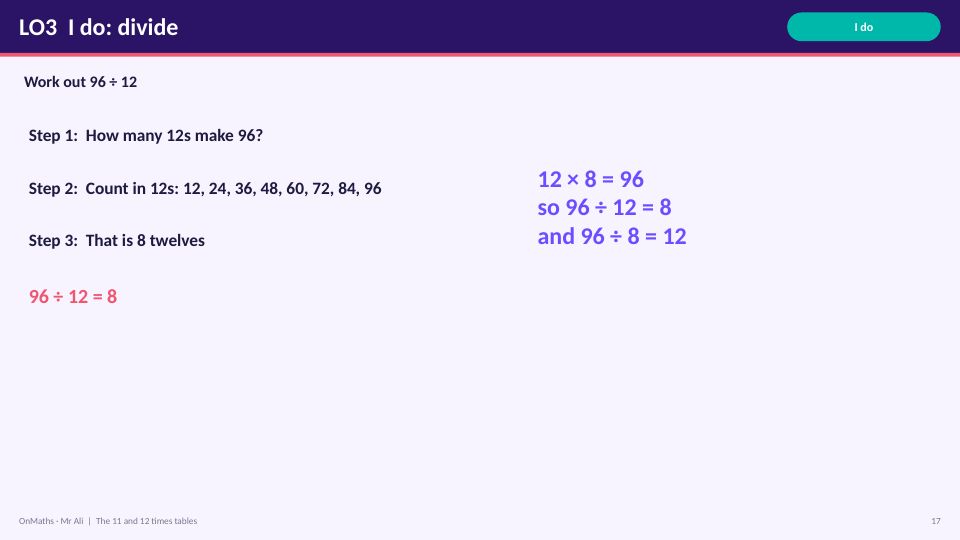 LO3  I do: divide
I do
Work out 96 ÷ 12
Step 1:  How many 12s make 96?
Step 2:  Count in 12s: 12, 24, 36, 48, 60, 72, 84, 96
Step 3:  That is 8 twelves
96 ÷ 12 = 8
12 × 8 = 96
so 96 ÷ 12 = 8
and 96 ÷ 8 = 12
OnMaths - Mr Ali  |  The 11 and 12 times tables
17